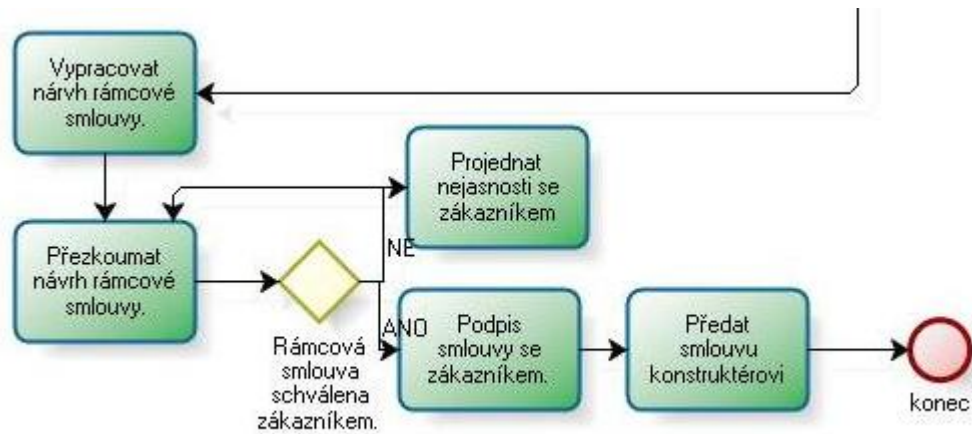 Vypracovat
nárvh rámcové
smlouvy.
Projednat
nejasnosti se
zákazníkem
Přezkoumat
návrh rámcové
smlouvy.
NE
ANO
Rámcová
smlouva
schválena
zákazníkem.
Podpis
smlouvy se
zákazníkem.
Předat
smlouvu
konstruktérovi
konec